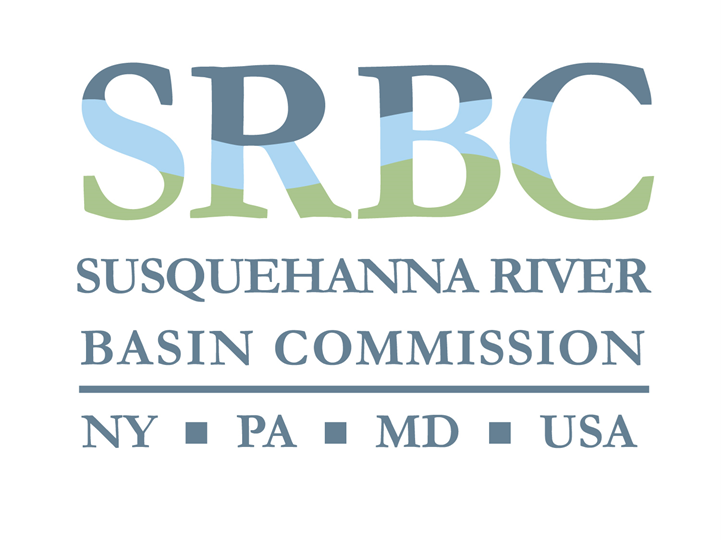 SRBC
SUSQUEHANNA RIVER
BASIN COMMISSION
NY ■ PA ■ MD ■ USA